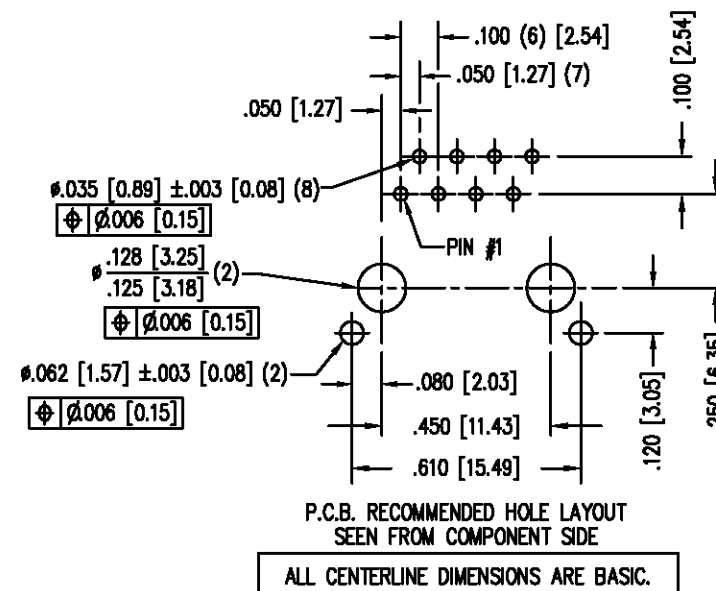 .100 (6) [2.54]
.050 [1.27] (7)
.050 [1.27]
.100 [2.54]
⌀.035 [0.89] ±.003 [0.08] (8)
⌖ ⌀.006 [0.15]
PIN #1
⌀ .128 [3.25]
.125 [3.18] (2)
⌖ ⌀.006 [0.15]
⌀.062 [1.57] ±.003 [0.08] (2)
⌖ ⌀.006 [0.15]
.080 [2.03]
.450 [11.43]
.610 [15.49]
.120 [3.05]
.250 [6.35]
P.C.B. RECOMMENDED HOLE LAYOUT
SEEN FROM COMPONENT SIDE
ALL CENTERLINE DIMENSIONS ARE BASIC.